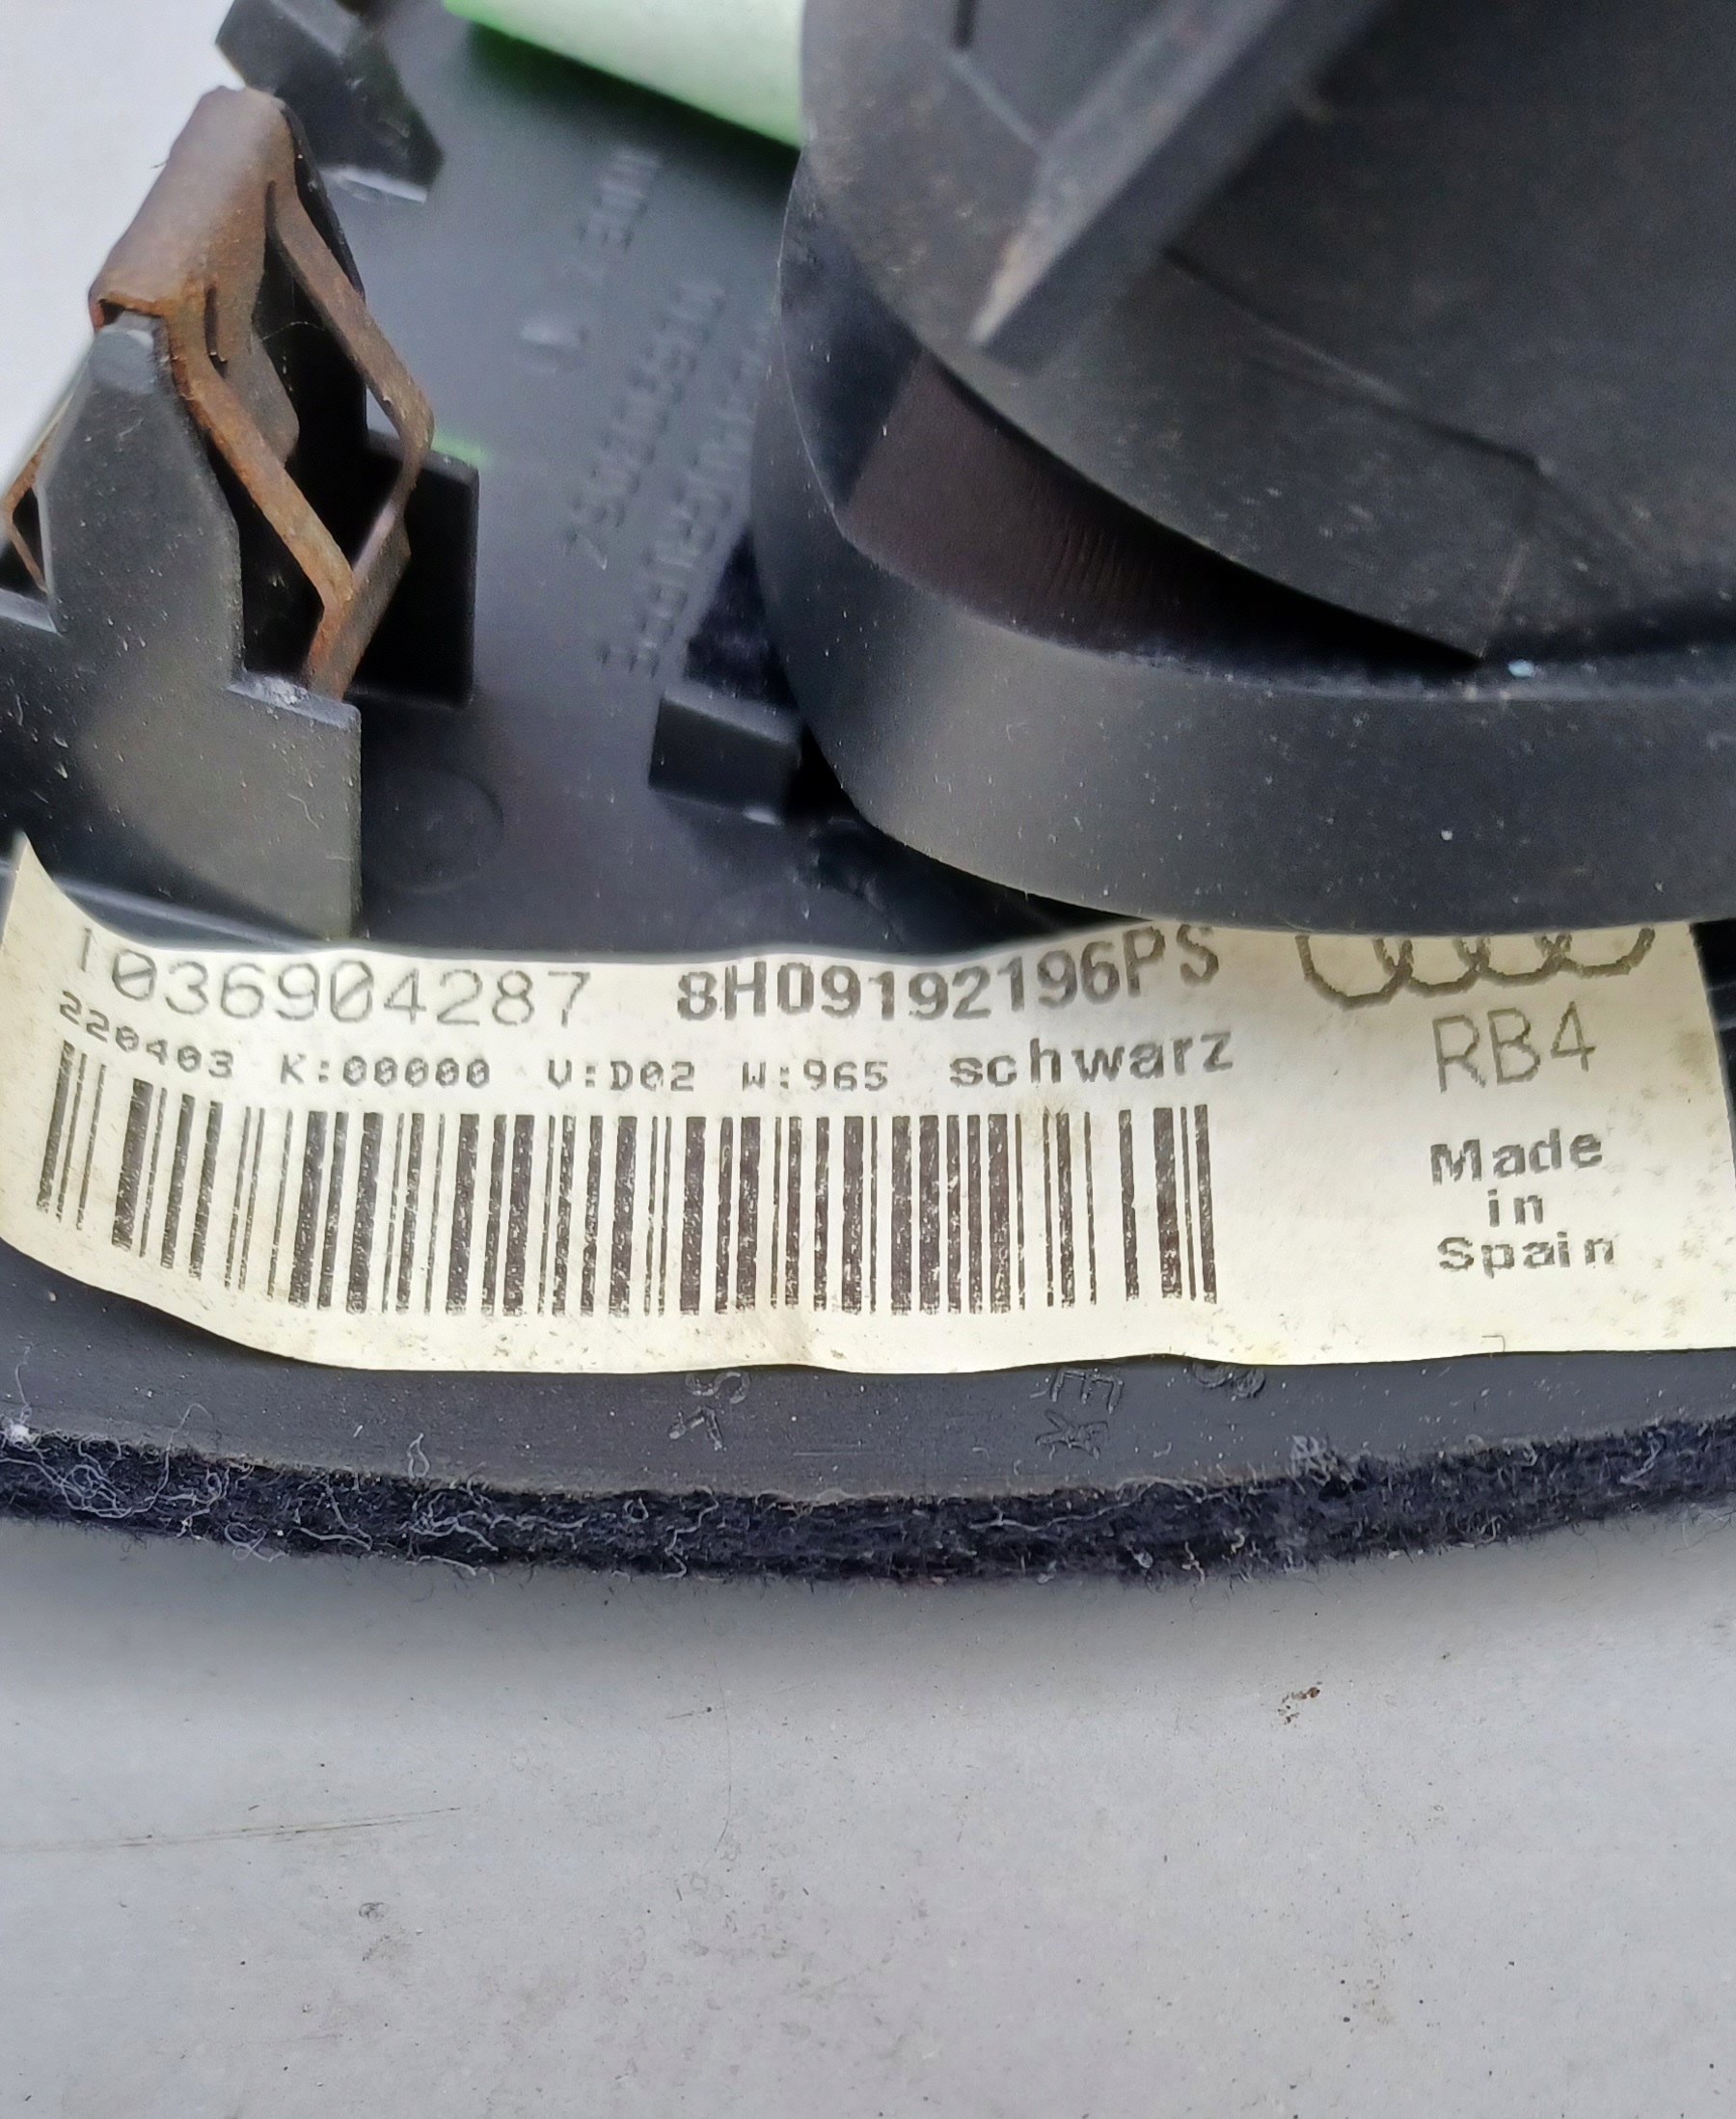 1036904287 8H09192196PS
220403 K:00000 V:D02 W:965 schwarz
RB4
Made
in
Spain